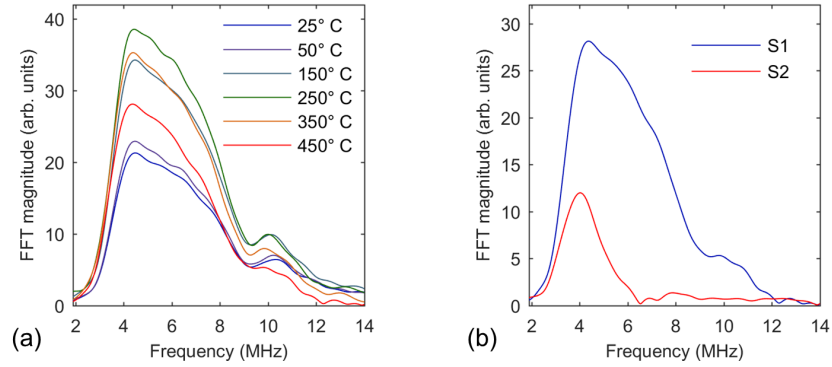 40
30
20
10
0
FFT magnitude (arb. units)
2 4 6 8 10 12 14
Frequency (MHz)
25° C
50° C
150° C
250° C
350° C
450° C
(a)
30
25
20
15
10
5
0
FFT magnitude (arb. units)
2 4 6 8 10 12 14
Frequency (MHz)
S1
S2
(b)